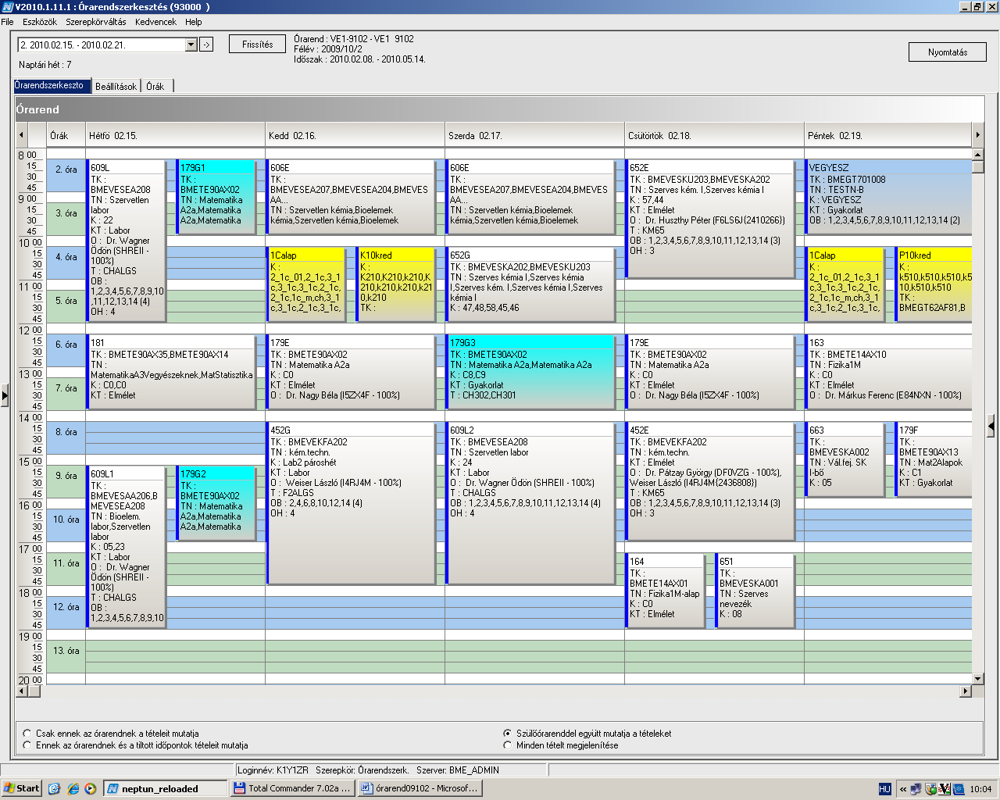 V2010.1.11.1 : Órarendszerkesztés (93000 )
File Eszközök Szerepkörváltás Kedvencek Help
2. 2010.02.15. - 2010.02.21.
->
Frissítés
Órarend : VE1-9102 - VE1 9102
Félév : 2009/10/2
Időszak : 2010.02.08. - 2010.05.14.
Nyomtatás
Naptári hét : 7
Órarendszerkeszto Beállítások Órák
Órarend
Órák Hétfő 02.15. Kedd 02.16. Szerda 02.17. Csütörtök 02.18. Péntek 02.19.
8 00
15
30
45
9 00
15
30
45
10 00
15
30
45
11 00
15
30
45
12 00
15
30
45
13 00
15
30
45
14 00
15
30
45
15 00
15
30
45
16 00
15
30
45
17 00
15
30
45
18 00
15
30
45
19 00
15
30
45
20 00
2. óra
3. óra
4. óra
5. óra
6. óra
7. óra
8. óra
9. óra
10. óra
11. óra
12. óra
13. óra
609L
TK :
BMEVESEA208
TN : Szervetlen
labor
K : 22
KT : Labor
O : Dr. Wagner
Ödön (SHREII -
100%)
T : CHALGS
OB :
1,2,3,4,5,6,7,8,9,10
,11,12,13,14 (4)
OH : 4
179G1
TK :
BMETE90AX02
TN : Matematika
A2a,Matematika
A2a,Matematika
181
TK : BMETE90AX35,BMETE90AX14
TN :
MatematikaA3Vegyészeknek,MatStatisztika
K : C0,C0
KT : Elmélet
609L1
TK :
BMEVESAA206,B
MEVESEA208
TN : Bioelem.
labor,Szervetlen
labor
K : 05,23
KT : Labor
O : Dr. Wagner
Ödön (SHREII -
100%)
T : CHALGS
OB :
1,2,3,4,5,6,7,8,9,10
179G2
TK :
BMETE90AX02
TN : Matematika
A2a,Matematika
A2a,Matematika
606E
TK :
BMEVESEA207,BMEVESEA204,BMEVES
AA...
TN : Szervetlen kémia,Bioelemek
kémia,Szervetlen kémia,Bioelemek
1Calap
K :
2_1c_01,2_1c,3_1
c,3_1c,3_1c,2_1c,
2_1c,1c_m,ch,3_1
c,3_1c,2_1c,3_1c,
K10kred
K :
K210,K210,k210,K
210,k210,k210,k21
0,k210
TK :
179E
TK : BMETE90AX02
TN : Matematika A2a
K : C0
KT : Elmélet
O : Dr. Nagy Béla (I5ZX4F - 100%)
452G
TK : BMEVEKFA202
TN : kém.techn.
K : Lab2 pároshét
KT : Labor
O : Weiser László (I4RJ4M - 100%)
T : F2ALGS
OB : 2,4,6,8,10,12,14 (4)
OH : 4
606E
TK :
BMEVESEA207,BMEVESEA204,BMEVES
AA...
TN : Szervetlen kémia,Bioelemek
kémia,Szervetlen kémia,Bioelemek
652G
TK : BMEVESKA202,BMEVESKU203
TN : Szerves kémia I,Szerves kémia
I,Szerves kém. I,Szerves kémia I,Szerves
kémia I
K : 47,48,58,45,46
179G3
TK : BMETE90AX02
TN : Matematika A2a,Matematika A2a
K : C8,C9
KT : Gyakorlat
T : CH302,CH301
609L2
TK : BMEVESEA208
TN : Szervetlen labor
K : 24
KT : Labor
O : Dr. Wagner Ödön (SHREII - 100%)
T : CHALGS
OB : 1,2,3,4,5,6,7,8,9,10,11,12,13,14 (4)
OH : 4
652E
TK : BMEVESKU203,BMEVESKA202
TN : Szerves kém. I,Szerves kémia I
K : 57,44
KT : Elmélet
O : Dr. Huszthy Péter (F6LS6J{2410266})
T : KM65
OB : 1,2,3,4,5,6,7,8,9,10,11,12,13,14 (3)
OH : 3
179E
TK : BMETE90AX02
TN : Matematika A2a
K : C0
KT : Elmélet
O : Dr. Nagy Béla (I5ZX4F - 100%)
452E
TK : BMEVEKFA202
TN : kém.techn.
KT : Elmélet
O : Dr. Pátzay György (DF0VZG - 100%),
Weiser László (I4RJ4M{2436808})
T : KM65
OB : 1,2,3,4,5,6,7,8,9,10,11,12,13,14 (3)
OH : 3
164
TK :
BMETE14AX01
TN : Fizika1M-alap
K : C0
KT : Elmélet
651
TK :
BMEVESKA001
TN : Szerves
nevezék
K : 08
VEGYESZ
TK : BMEGT701008
TN : TESTN-B
K : VEGYESZ
KT : Gyakorlat
OB : 1,2,3,4,5,6,7,8,9,10,11,12,13,14 (2)
1Calap
K :
2_1c_01,2_1c,3_1
c,3_1c,3_1c,2_1c,
2_1c,1c_m,ch,3_1
c,3_1c,2_1c,3_1c,
P10kred
K :
k510,k510,k510,k5
10,k510,k510
TK :
BMEGT62AF81,B
163
TK : BMETE14AX10
TN : Fizika1M
K : C0
KT : Elmélet
O : Dr. Márkus Ferenc (E84NXN - 100%)
663
TK :
BMEVESKA002
TN : Vál.fej. SK
I-bő
K : 05
179F
TK :
BMETE90AX13
TN : Mat2Alapok
K : C1
KT : Gyakorlat
Csak ennek az órarendnek a tételeit mutatja
Ennek az órarendnek és a tiltott időpontok tételeit mutatja
Szülőórarenddel együtt mutatja a tételeket
Minden tételt megjelenítése
Loginnév: K1Y1ZR Szerepkör: Órarendszerk. Szerver: BME_ADMIN
Start neptun_reloaded Total Commander 7.02a ... órarend09102 - Microsof... HU « 10:04